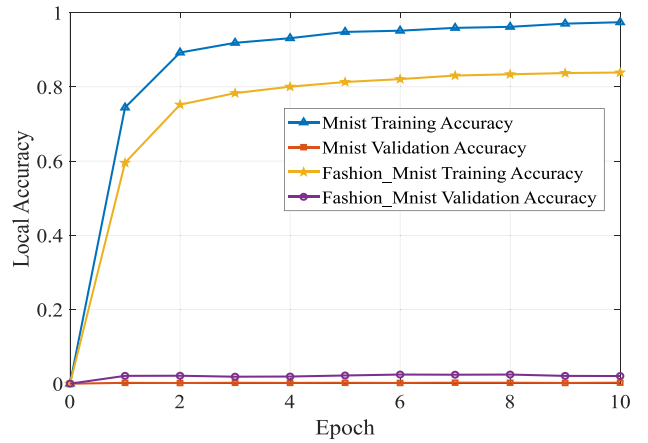 1
0.8
0.6
0.4
0.2
0
0 2 4 6 8 10
Local Accuracy
Epoch
Mnist Training Accuracy
Mnist Validation Accuracy
Fashion_Mnist Training Accuracy
Fashion_Mnist Validation Accuracy